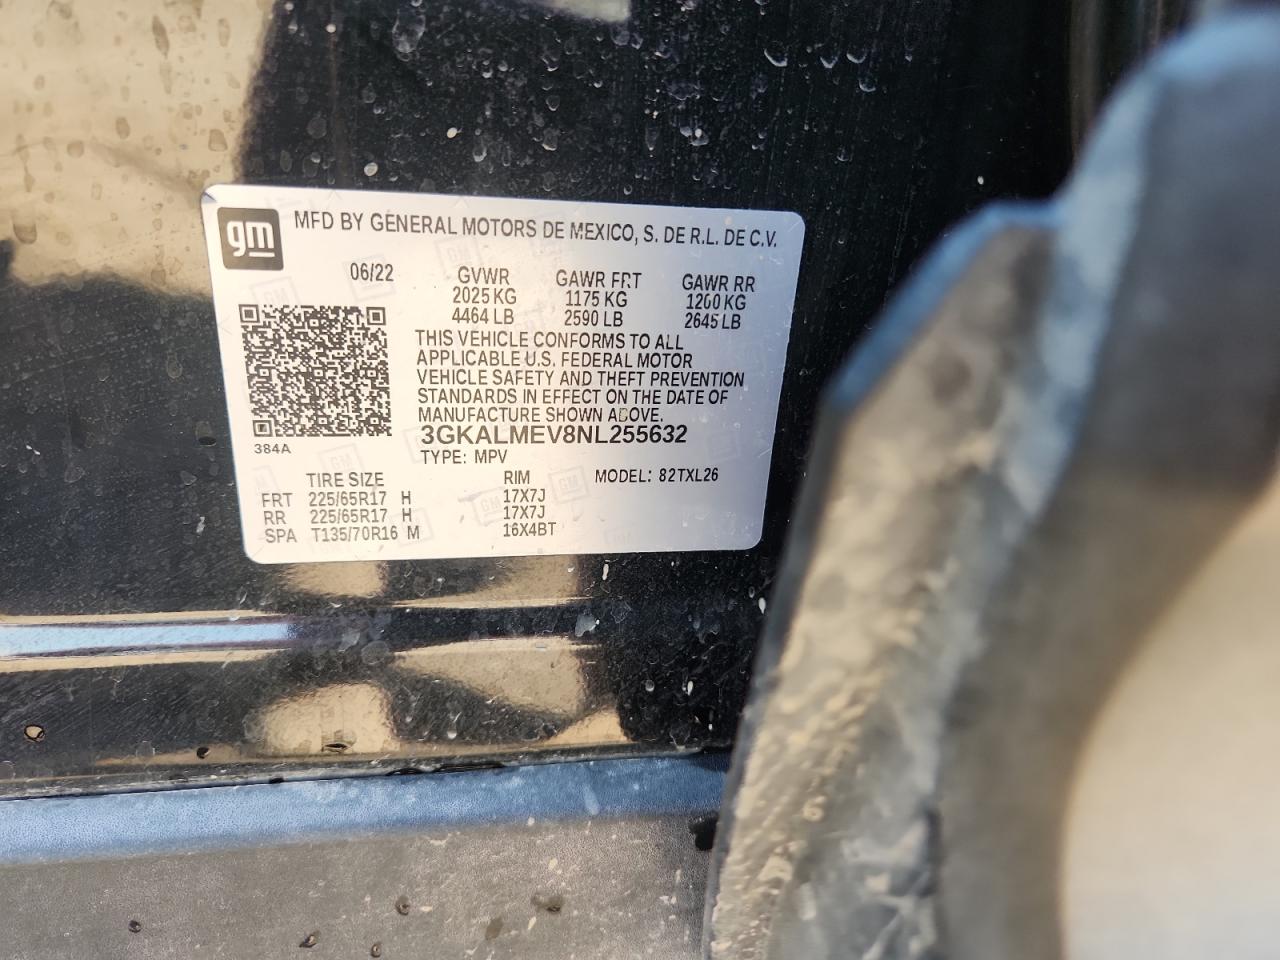 gm MFD BY GENERAL MOTORS DE MEXICO, S. DE R.L. DE C.V.
06/22 GVWR GAWR FRT GAWR RR
2025 KG 1175 KG 1200 KG
4464 LB 2590 LB 2645 LB
THIS VEHICLE CONFORMS TO ALL
APPLICABLE U.S. FEDERAL MOTOR
VEHICLE SAFETY AND THEFT PREVENTION
STANDARDS IN EFFECT ON THE DATE OF
MANUFACTURE SHOWN ABOVE.
3GKALMEV8NL255632
384A
TYPE: MPV
TIRE SIZE RIM MODEL: 82TXL26
FRT 225/65R17 H 17X7J
RR 225/65R17 H 17X7J
SPA T135/70R16 M 16X4BT